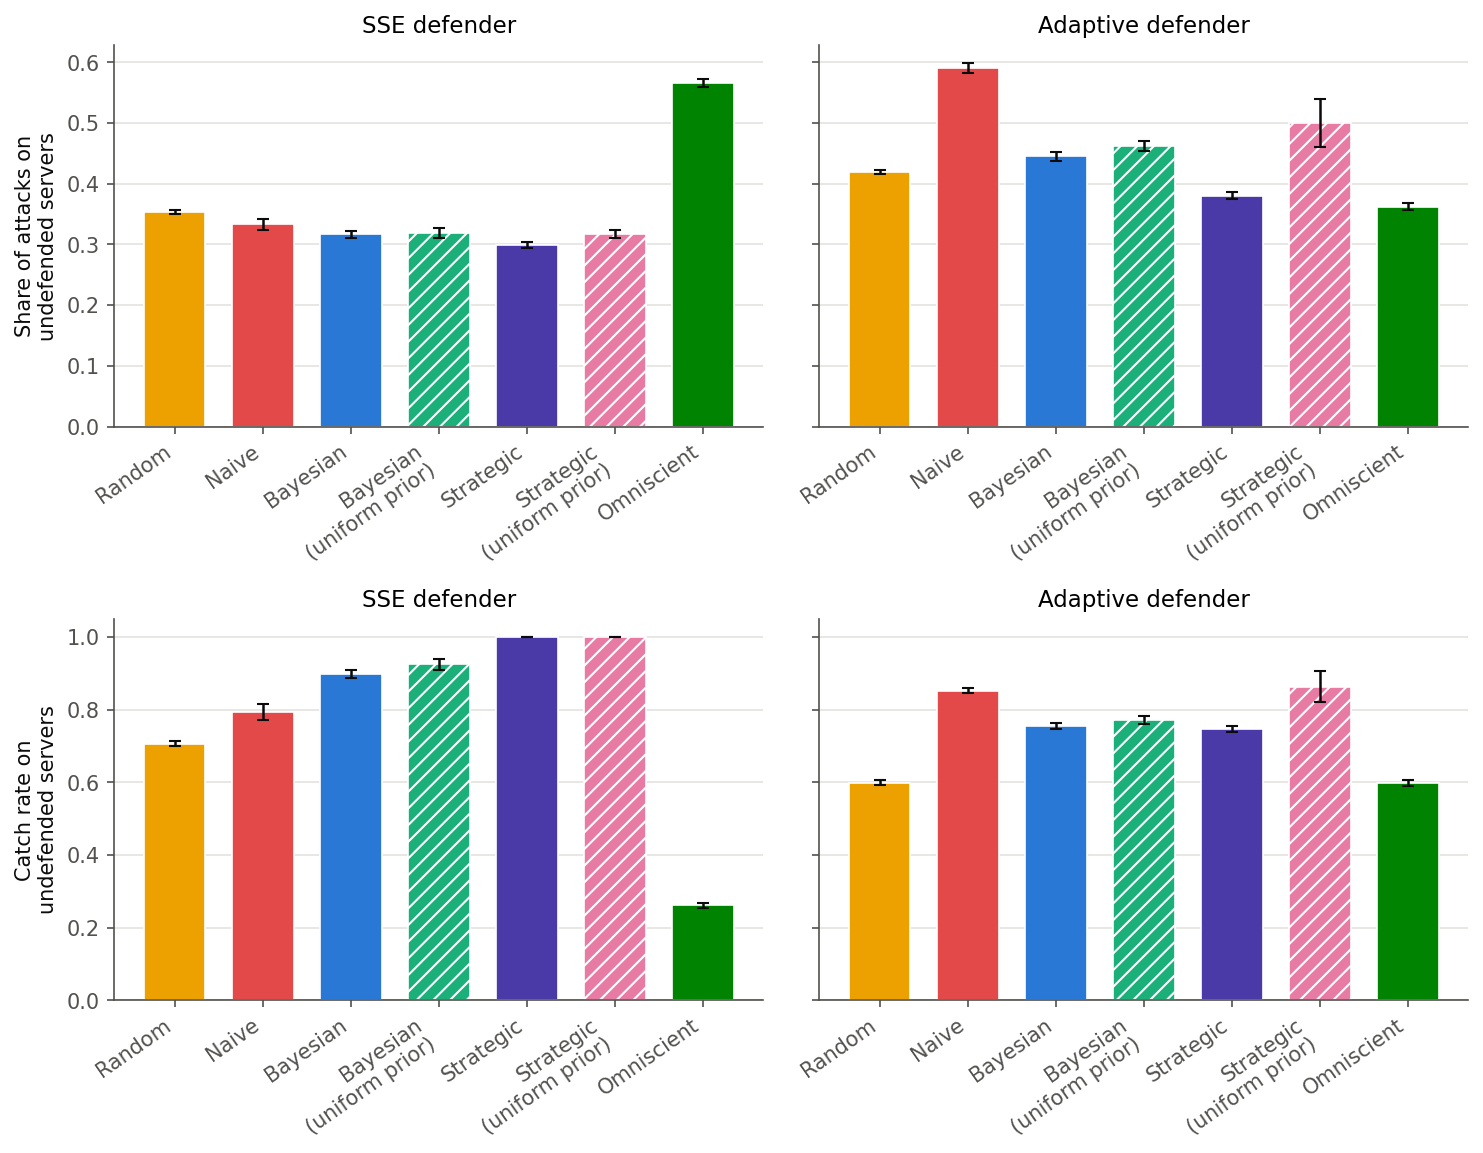 SSE defender
Adaptive defender
Share of attacks on
undefended servers
0.6
0.5
0.4
0.3
0.2
0.1
0.0
Random
Naive
Bayesian
Bayesian
(uniform prior)
Strategic
Strategic
(uniform prior)
Omniscient
Random
Naive
Bayesian
Bayesian
(uniform prior)
Strategic
Strategic
(uniform prior)
Omniscient
SSE defender
Adaptive defender
Catch rate on
undefended servers
1.0
0.8
0.6
0.4
0.2
0.0
Random
Naive
Bayesian
Bayesian
(uniform prior)
Strategic
Strategic
(uniform prior)
Omniscient
Random
Naive
Bayesian
Bayesian
(uniform prior)
Strategic
Strategic
(uniform prior)
Omniscient